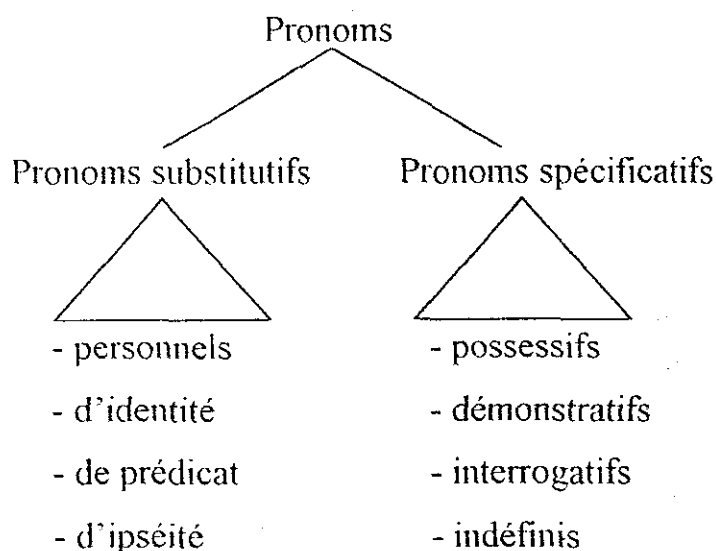 Pronoms
Pronoms substitutifs
Pronoms spécificatifs
- personnels
- d'identité
- de prédicat
- d'ipséité
- possessifs
- démonstratifs
- interrogatifs
- indéfinis